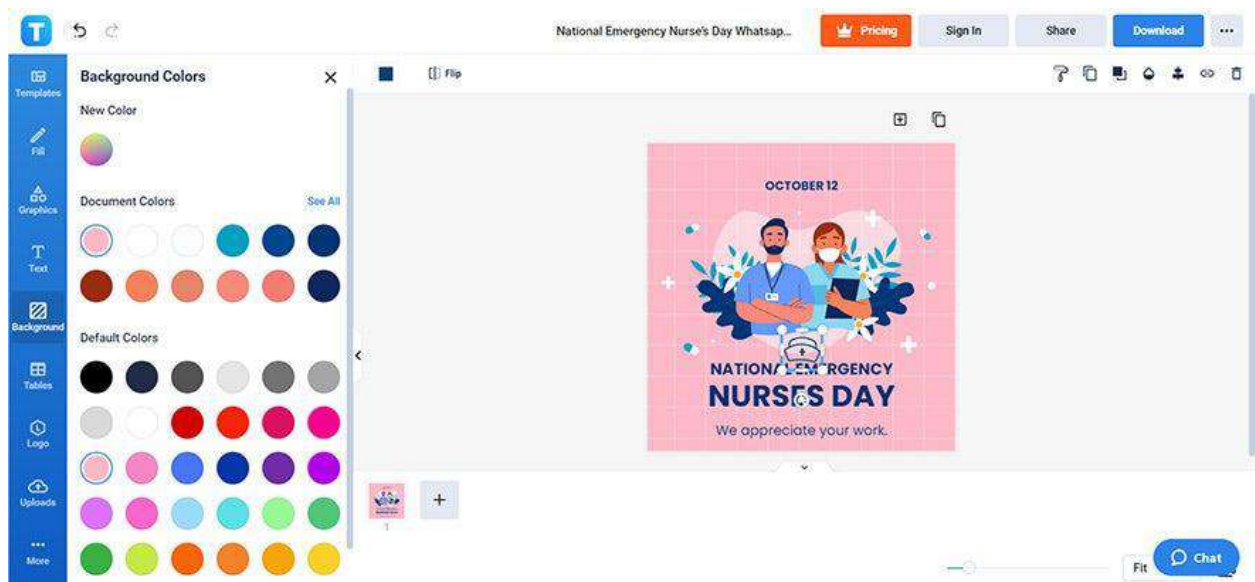 T
National Emergency Nurse's Day Whatsap...
Pricing
Sign In
Share
Download
Templates
Fill
Graphics
Text
Background
Tables
Logo
Uploads
More
Background Colors
New Color
Document Colors
See All
Default Colors
Flip
OCTOBER 12
NATIONAL EMERGENCY
NURSES DAY
We appreciate your work.
1
Fit
Chat